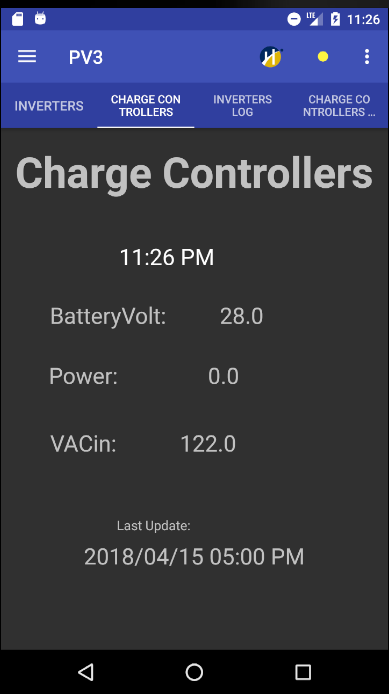 LTE 11:26
PV3
INVERTERS
CHARGE CON
TROLLERS
INVERTERS
LOG
CHARGE CO
NTROLLERS ...
Charge Controllers
11:26 PM
BatteryVolt: 28.0
Power: 0.0
VACin: 122.0
Last Update:
2018/04/15 05:00 PM